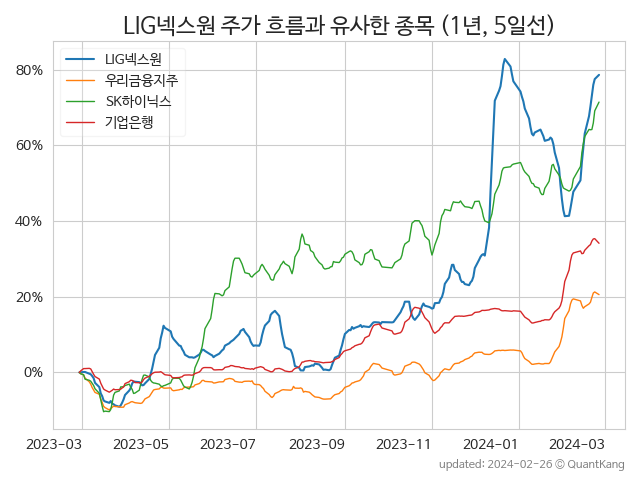 LIG넥스원 주가 흐름과 유사한 종목 (1년, 5일선)
LIG넥스원
우리금융지주
SK하이닉스
기업은행
80%
60%
40%
20%
0%
2023-03 2023-05 2023-07 2023-09 2023-11 2024-01 2024-03
updated: 2024-02-26 © QuantKang